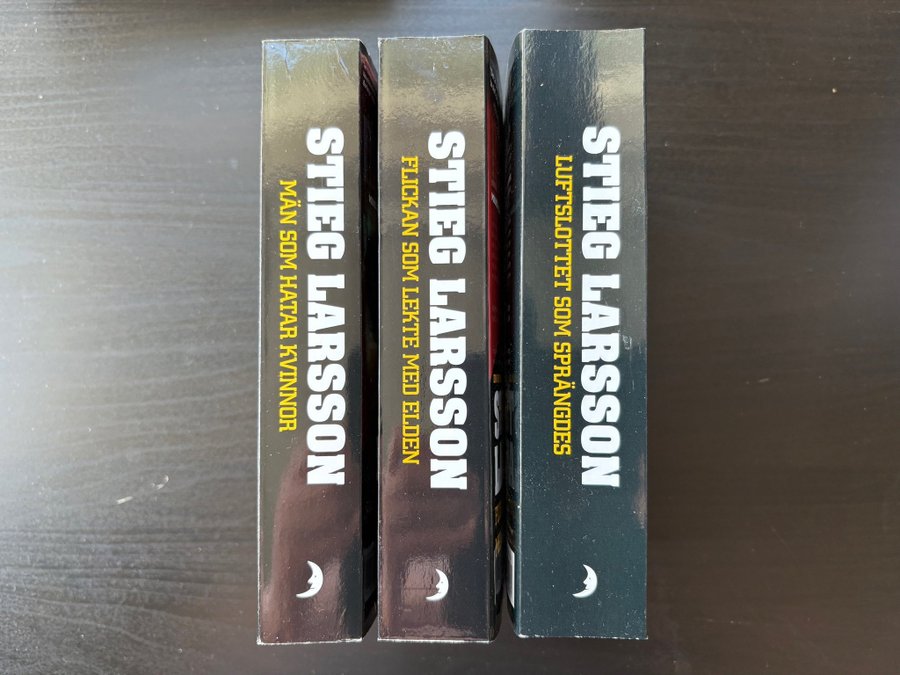 STIEG LARSSON
MÄN SOM HATAR KVINNOR
STIEG LARSSON
FLICKAN SOM LEKTE MED ELDEN
STIEG LARSSON
LUFTSLOTTET SOM SPRÄNGDES